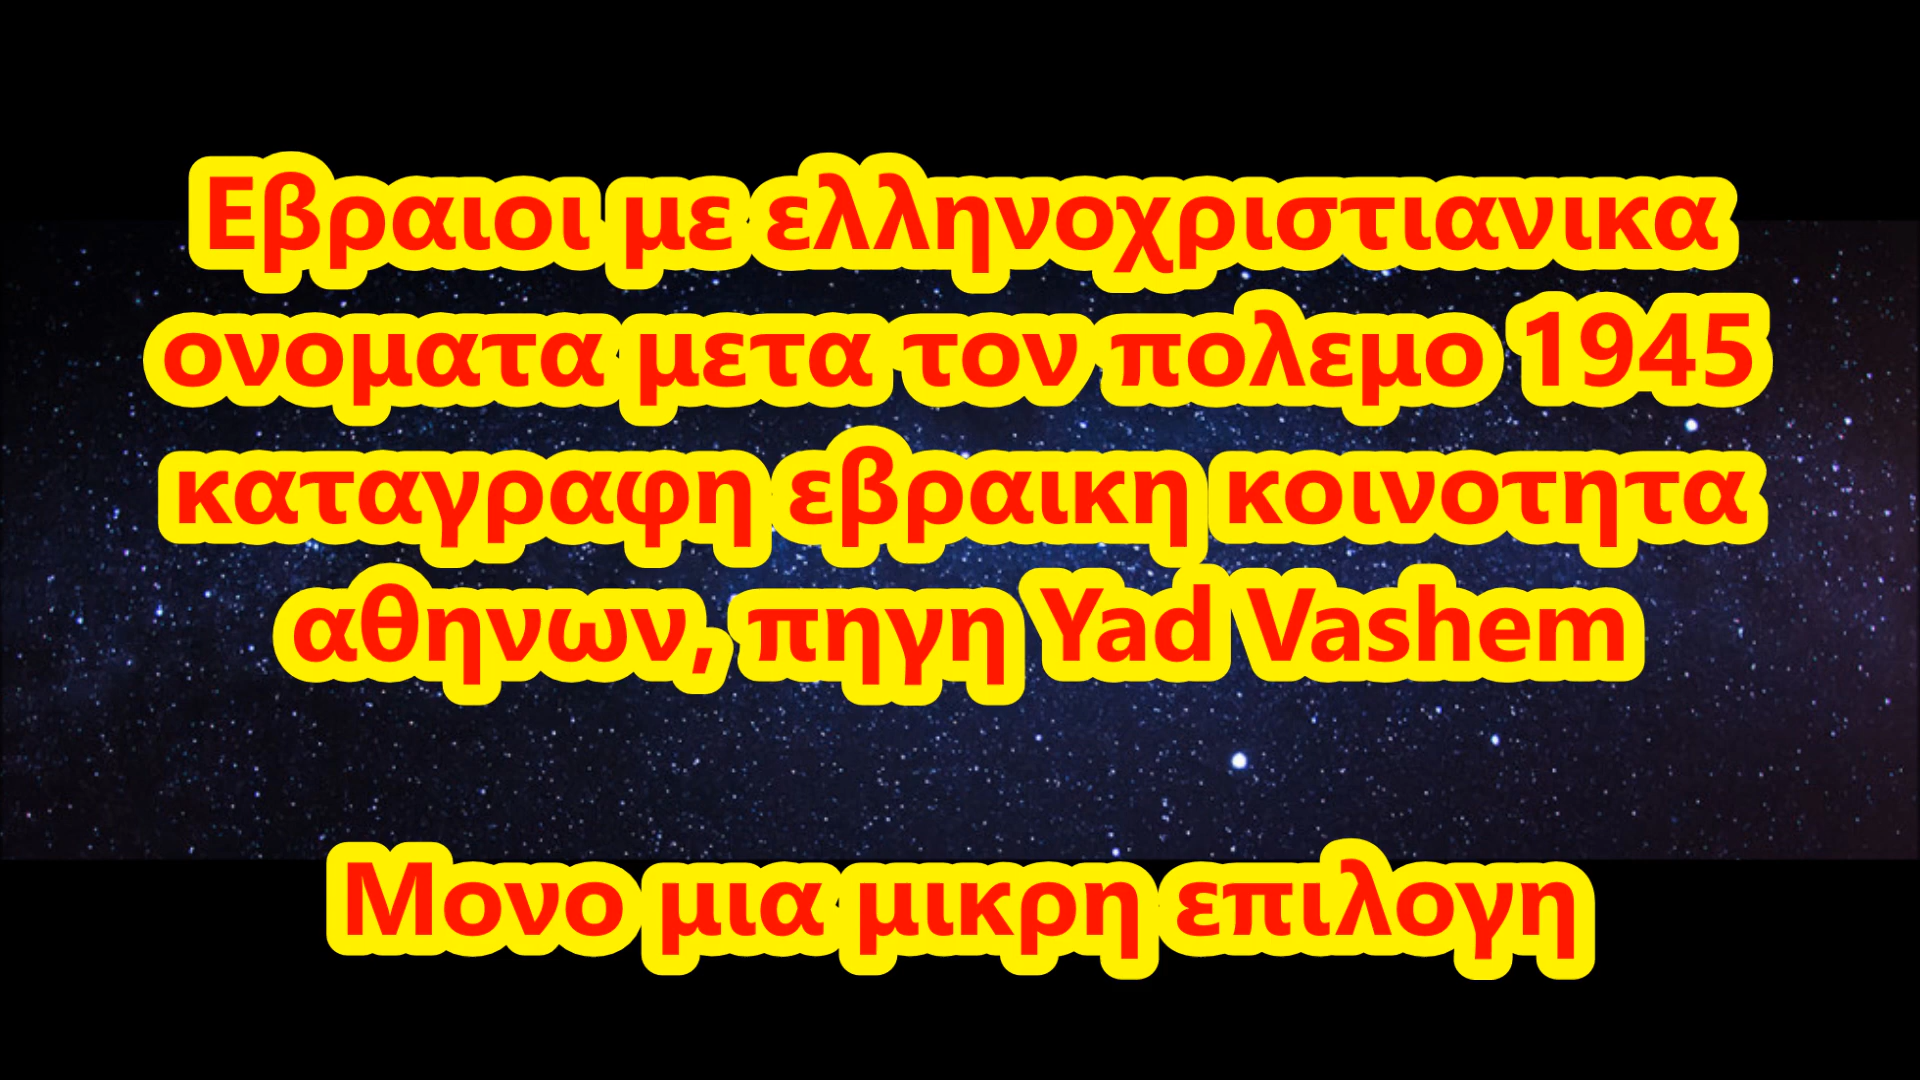 Εβραιοι με ελληνοχριστιανικα
ονοματα μετα τον πολεμο 1945
καταγραφη εβραικη κοινοτητα
αθηνων, πηγη Yad Vashem
Μονο μια μικρη επιλογη